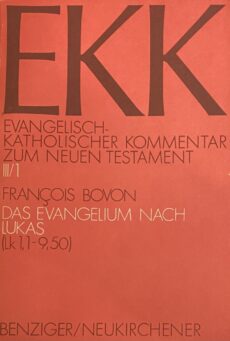 EKK
EVANGELISCH-
KATHOLISCHER KOMMENTAR
ZUM NEUEN TESTAMENT
III/1
FRANÇOIS BOVON
DAS EVANGELIUM NACH
LUKAS
(Lk 1,1-9,50)
BENZIGER/NEUKIRCHENER